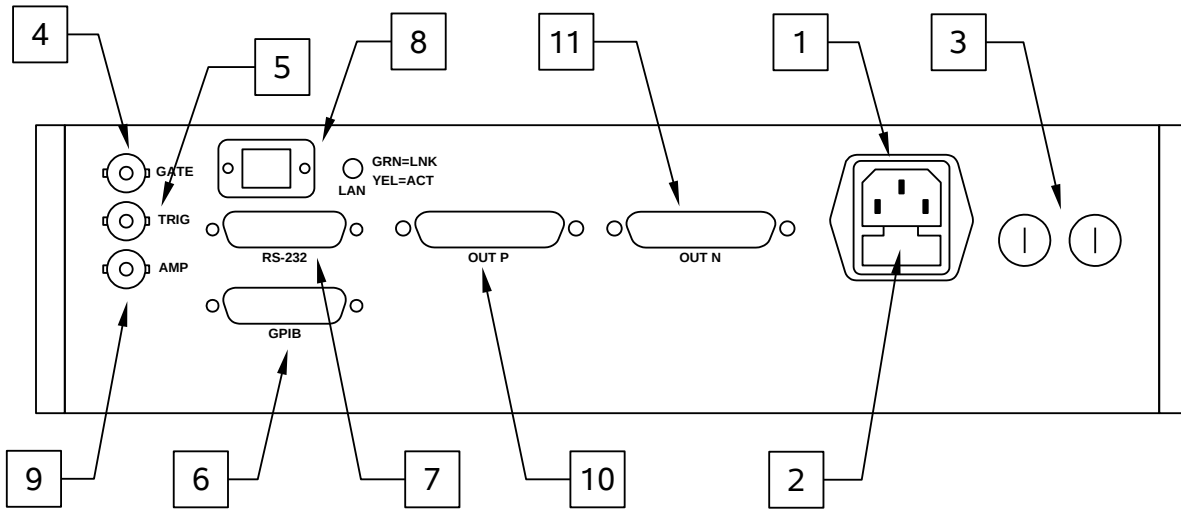 4
5
8
11
1
3
GATE
GRN=LNK
LAN
YEL=ACT
TRIG
RS-232
OUT P
OUT N
AMP
GPIB
9
6
7
10
2